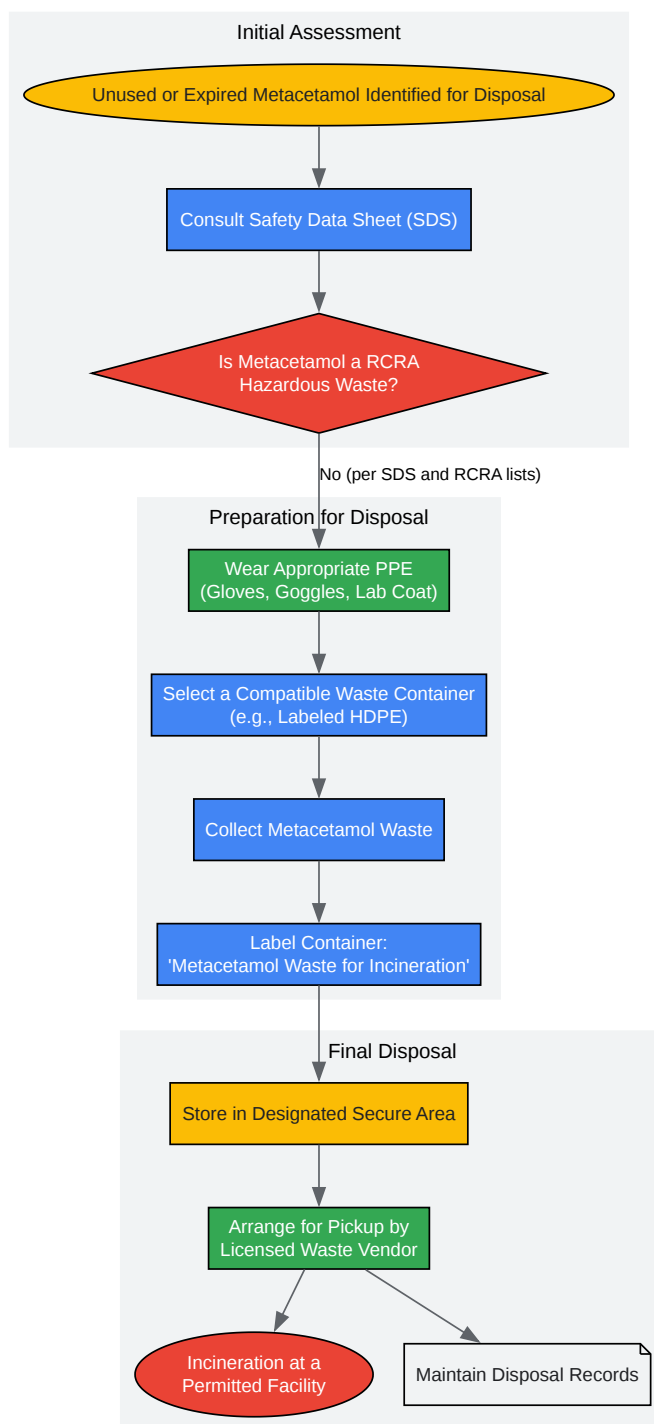 Initial Assessment
Unused or Expired Metacetamol Identified for Disposal
Consult Safety Data Sheet (SDS)
Is Metacetamol a RCRA
Hazardous Waste?
No (per SDS and RCRA lists)
Preparation for Disposal
Wear Appropriate PPE
(Gloves, Goggles, Lab Coat)
Select a Compatible Waste Container
(e.g., Labeled HDPE)
Collect Metacetamol Waste
Label Container:
'Metacetamol Waste for Incineration'
Final Disposal
Store in Designated Secure Area
Arrange for Pickup by
Licensed Waste Vendor
Incineration at a
Permitted Facility
Maintain Disposal Records